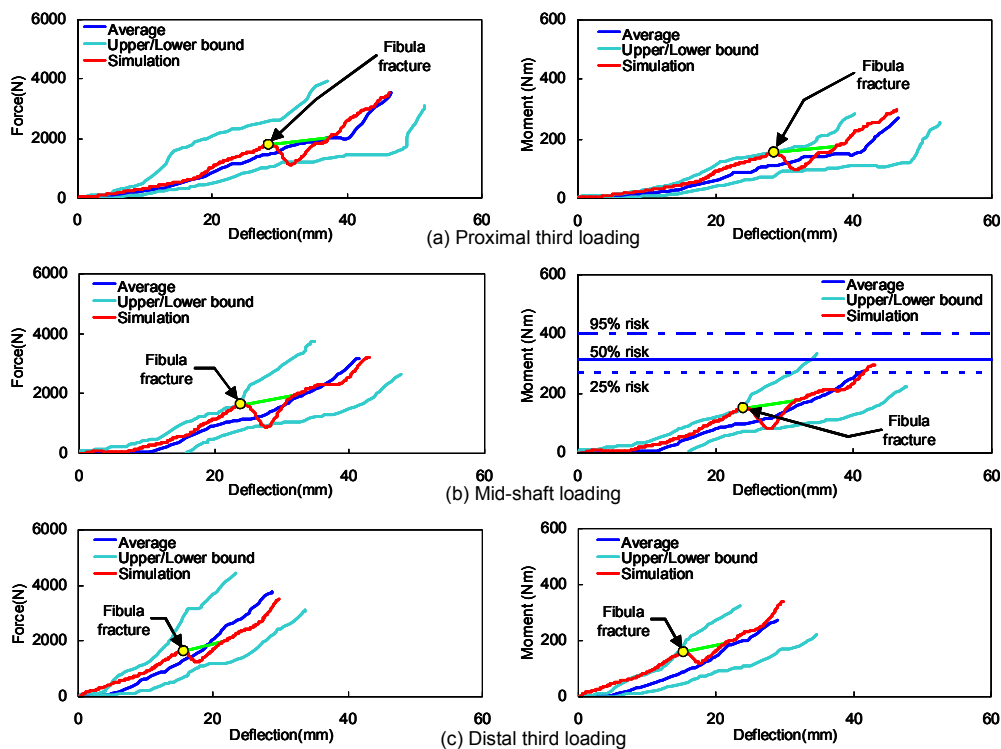 6000
4000
2000
0
Force(N)
Average
Upper/Lower bound
Simulation
Fibula
fracture
0
20
40
60
Deflection(mm)
600
400
200
0
Moment (Nm)
Average
Upper/Lower bound
Simulation
Fibula
fracture
0
20
40
60
Deflection(mm)
(a) Proximal third loading
6000
4000
2000
0
Force(N)
Average
Upper/Lower bound
Simulation
Fibula
fracture
0
20
40
60
Deflection(mm)
600
400
200
0
Moment (Nm)
Average
Upper/Lower bound
Simulation
95% risk
50% risk
25% risk
Fibula
fracture
0
20
40
60
Deflection(mm)
(b) Mid-shaft loading
6000
4000
2000
0
Force(N)
Average
Upper/Lower bound
Simulation
Fibula
fracture
0
20
40
60
Deflection(mm)
600
400
200
0
Moment (Nm)
Average
Upper/Lower bound
Simulation
Fibula
fracture
0
20
40
60
Deflection(mm)
(c) Distal third loading